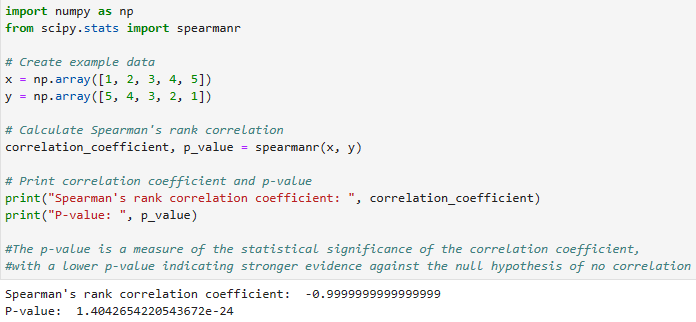 import numpy as np
from scipy.stats import spearmanr

# Create example data
x = np.array([1, 2, 3, 4, 5])
y = np.array([5, 4, 3, 2, 1])

# Calculate Spearman's rank correlation
correlation_coefficient, p_value = spearmanr(x, y)

# Print correlation coefficient and p-value
print("Spearman's rank correlation coefficient: ", correlation_coefficient)
print("P-value: ", p_value)

#The p-value is a measure of the statistical significance of the correlation coefficient,
#with a lower p-value indicating stronger evidence against the null hypothesis of no correlation
Spearman's rank correlation coefficient:  -0.9999999999999999
P-value:  1.4042654220543672e-24